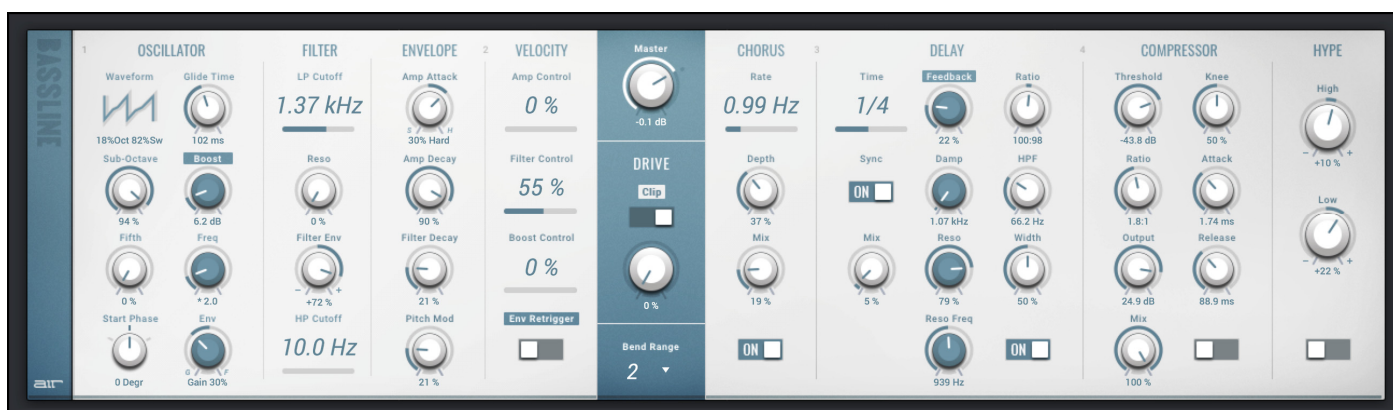 BASSLINE
1 OSCILLATOR FILTER ENVELOPE 2 VELOCITY Master CHORUS 3 DELAY 4 COMPRESSOR HYPE
Waveform Glide Time LP Cutoff Amp Attack Amp Control Rate Time Feedback Ratio Threshold Knee
High
1.37 kHz 0 % 0.99 Hz 1/4
S H
-0.1 dB
18%Oct 82%Sw 102 ms 30% Hard 22 % 100:98 -43.8 dB 50 %
Sub-Octave Boost Reso Amp Decay Filter Control DRIVE Depth Sync Damp HPF Ratio Attack
- +
+10 %
55 % Clip ON
Low
94 % 6.2 dB 0 % 90 % 37 % 1.07 kHz 66.2 Hz 1.8:1 1.74 ms
Fifth Freq Filter Env Filter Decay Boost Control Mix Mix Reso Width Output Release
- +
+22 %
0 %
- +
0 % * 2.0 +72 % 21 % 0 % 19 % 5 % 79 % 50 % 24.9 dB 88.9 ms
Start Phase Env HP Cutoff Pitch Mod Env Retrigger Reso Freq Mix
10.0 Hz Bend Range ON ON
G F
2
air 0 Degr Gain 30% 21 % 939 Hz 100 %